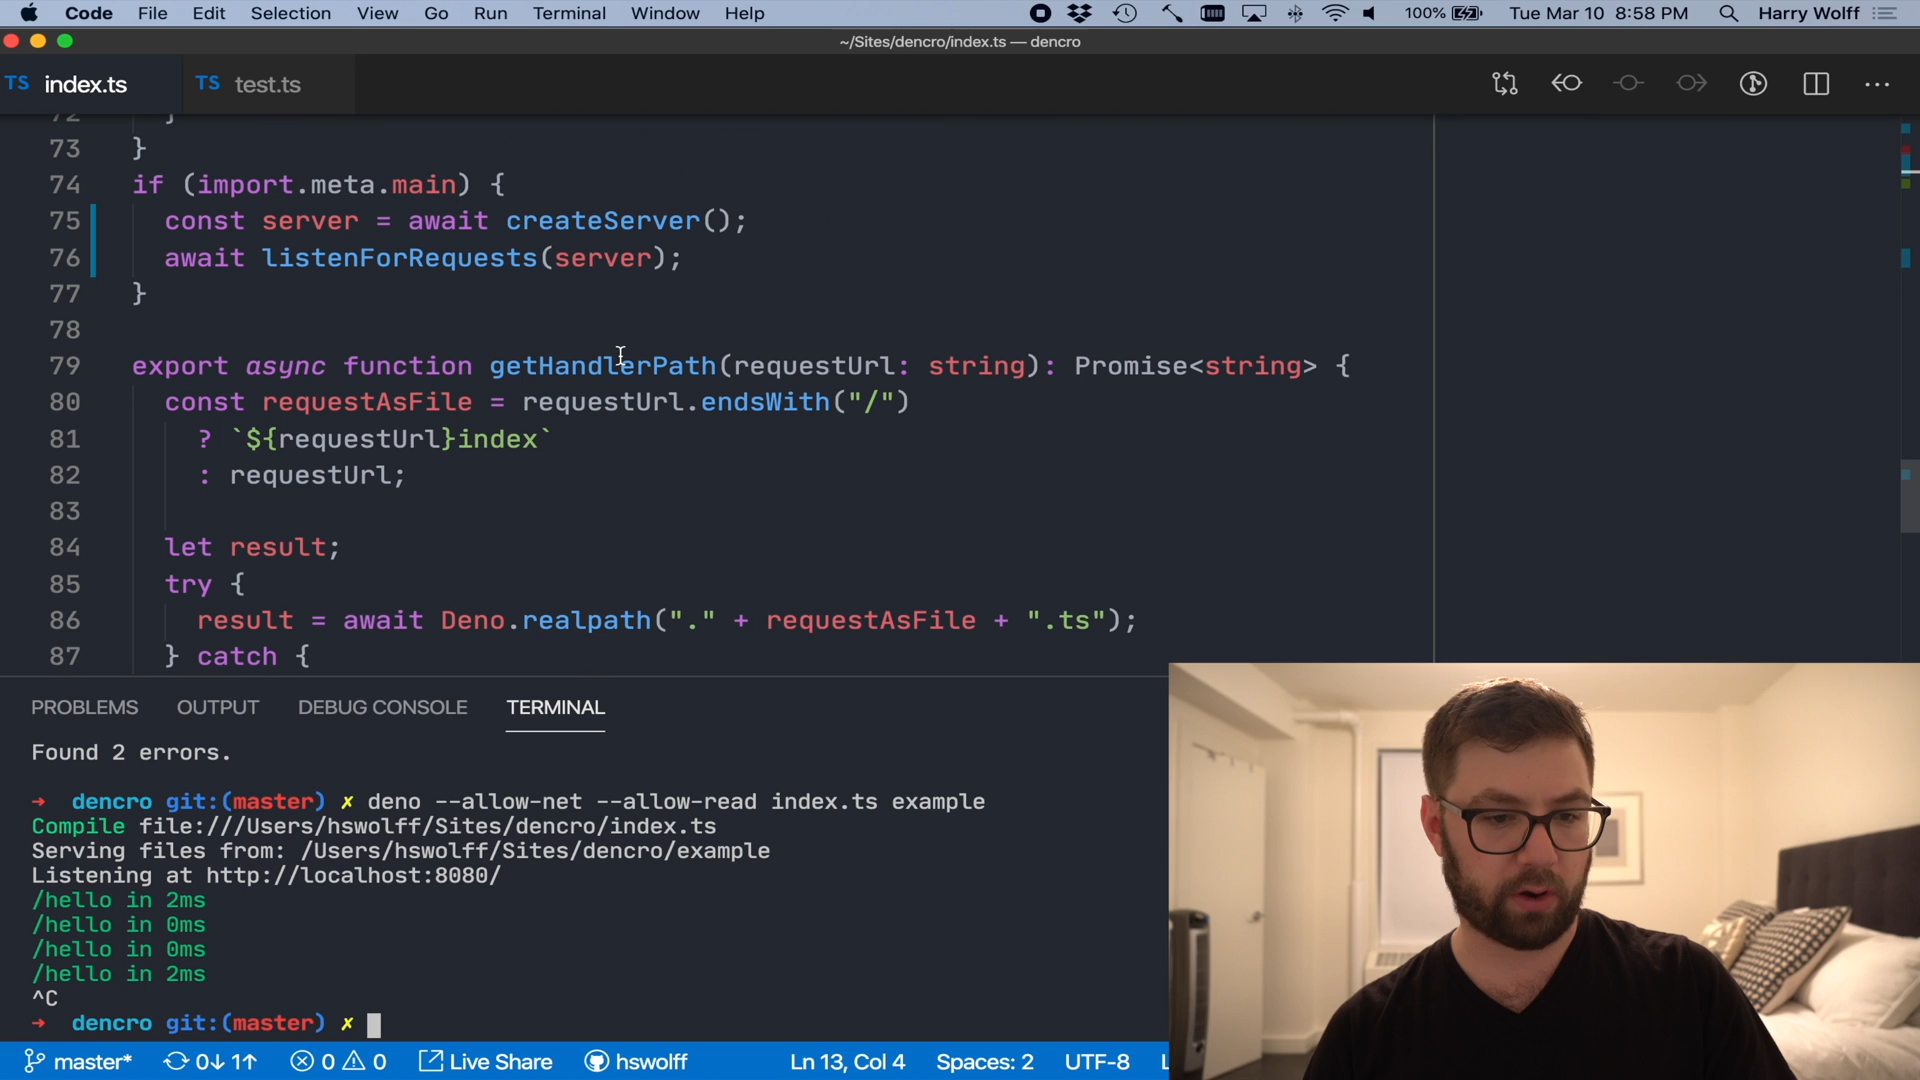 Code File Edit Selection View Go Run Terminal Window Help 100% Tue Mar 10 8:58 PM Harry Wolff
~/Sites/dencro/index.ts — dencro
TS index.ts TS test.ts
72 }
73 }
74 if (import.meta.main) {
75 const server = await createServer();
76 await listenForRequests(server);
77 }
78
79 export async function getHandlerPath(requestUrl: string): Promise<string> {
80 const requestAsFile = requestUrl.endsWith("/")
81 ? `${requestUrl}index`
82 : requestUrl;
83
84 let result;
85 try {
86 result = await Deno.realpath("." + requestAsFile + ".ts");
87 } catch {
PROBLEMS OUTPUT DEBUG CONSOLE TERMINAL
Found 2 errors.
➜ dencro git:(master) ✗ deno --allow-net --allow-read index.ts example
Compile file:///Users/hswolff/Sites/dencro/index.ts
Serving files from: /Users/hswolff/Sites/dencro/example
Listening at http://localhost:8080/
/hello in 2ms
/hello in 0ms
/hello in 0ms
/hello in 2ms
^C
➜ dencro git:(master) ✗
master* 0↓ 1↑ 0 0 Live Share hswolff Ln 13, Col 4 Spaces: 2 UTF-8 L